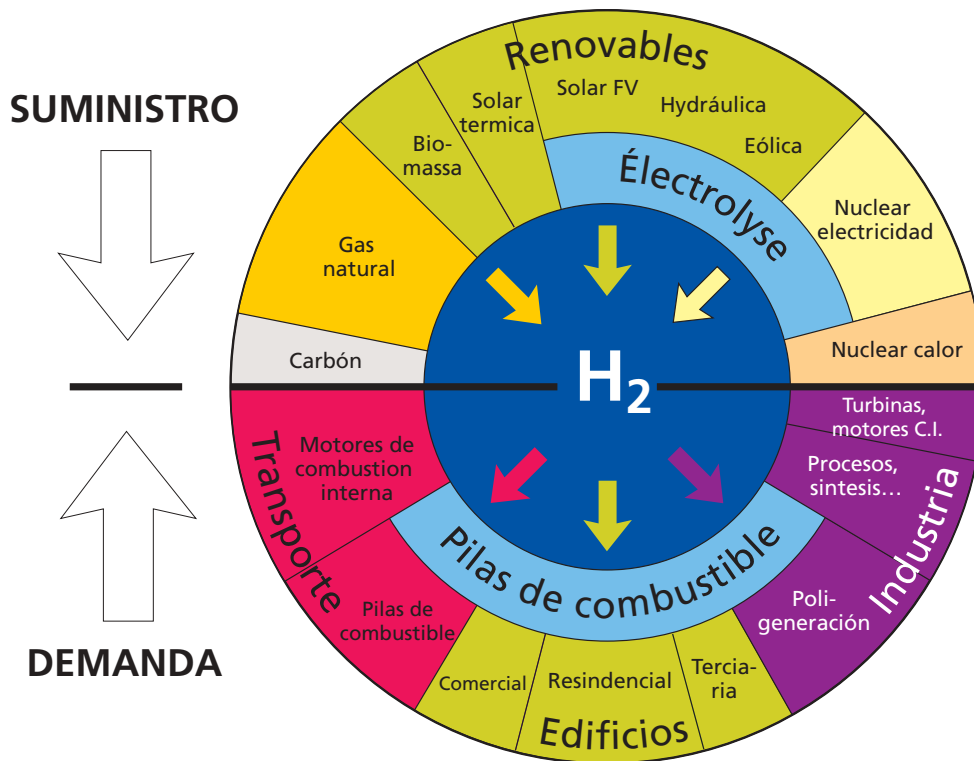 SUMINISTRO
Renovables
Solar FV
Hydráulica
Eólica
Solar
termica
Bio-
massa
Électrolyse
Nuclear
electricidad
Gas
natural
Nuclear calor
Carbón
H2
Turbinas,
motores C.I.
Procesos,
sintesis...
Industria
Transporte
Motores de
combustion
interna
Pilas de combustible
Pilas de
combustible
Poli-
generación
DEMANDA
Comercial
Resindencial
Tercia-
ria
Edificios